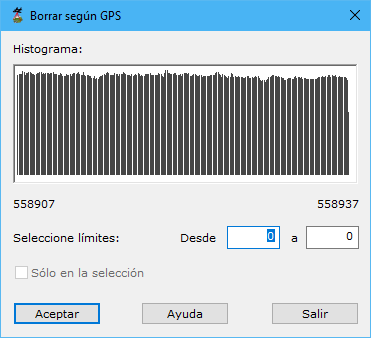 Borrar según GPS
Histograma:
558907 558937
Seleccione límites: Desde 0 a 0
Sólo en la selección
Aceptar Ayuda Salir